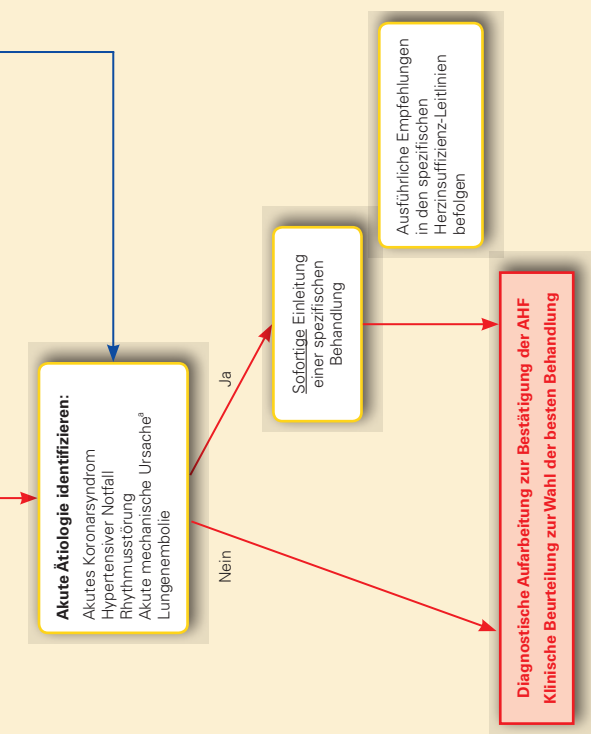 Akute Ätiologie identifizieren:
Akutes Koronarsyndrom
Hypertensiver Notfall
Rhythmusstörung
Akute mechanische Ursacheᵃ
Lungenembolie
Nein
Ja
Sofortige Einleitung
einer spezifischen
Behandlung
Ausführliche Empfehlungen
in den spezifischen
Herzinsuffizienz-Leitlinien
befolgen
Diagnostische Aufarbeitung zur Bestätigung der AHF
Klinische Beurteilung zur Wahl der besten Behandlung